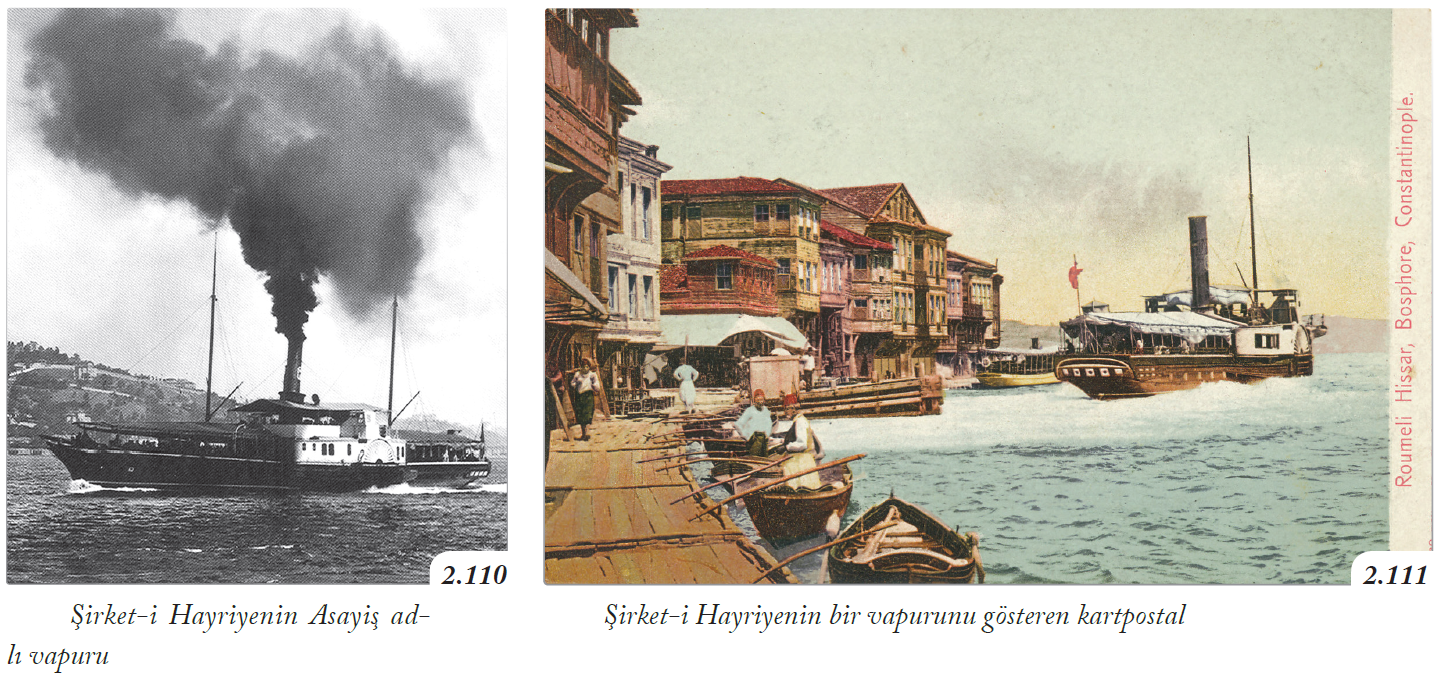 2.110
Şirket-i Hayriyenin Asayiş ad-
lı vapuru
Roumeli Hissar, Bosphore, Constantinople.
2.111
Şirket-i Hayriyenin bir vapurunu gösteren kartpostal